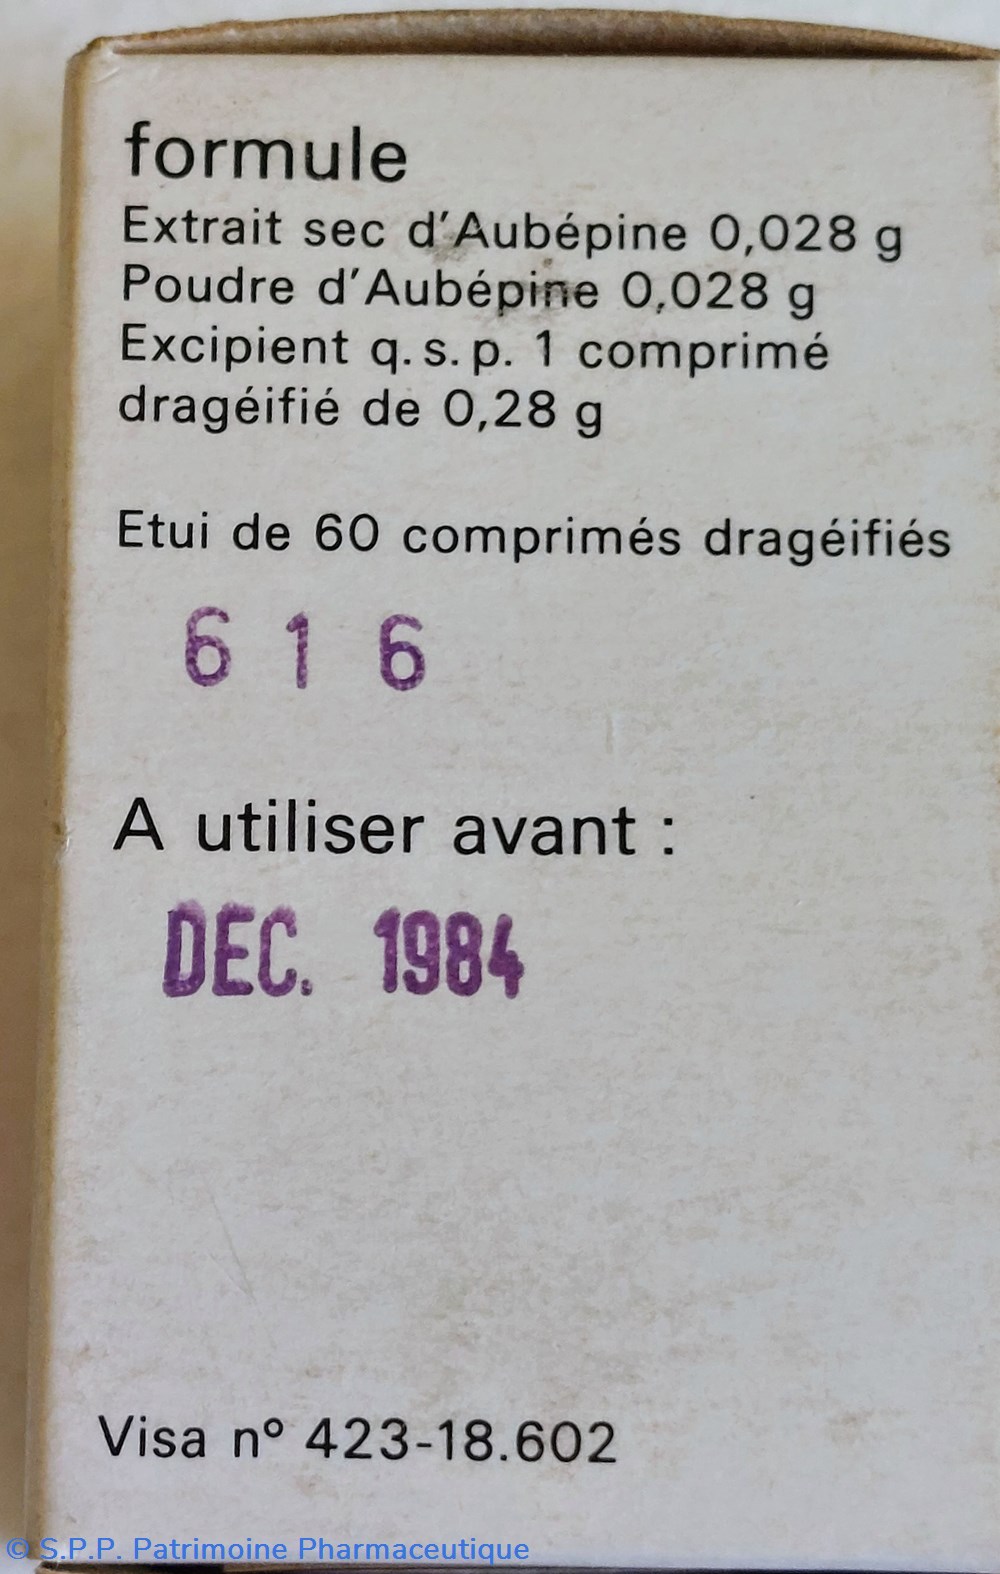 formule
Extrait sec d'Aubépine 0,028 g
Poudre d'Aubépine 0,028 g
Excipient q. s. p. 1 comprimé
dragéifié de 0,28 g
Etui de 60 comprimés dragéifiés
6 1 6
A utiliser avant :
DEC. 1984
Visa nº 423-18.602
© S.P.P. Patrimoine Pharmaceutique